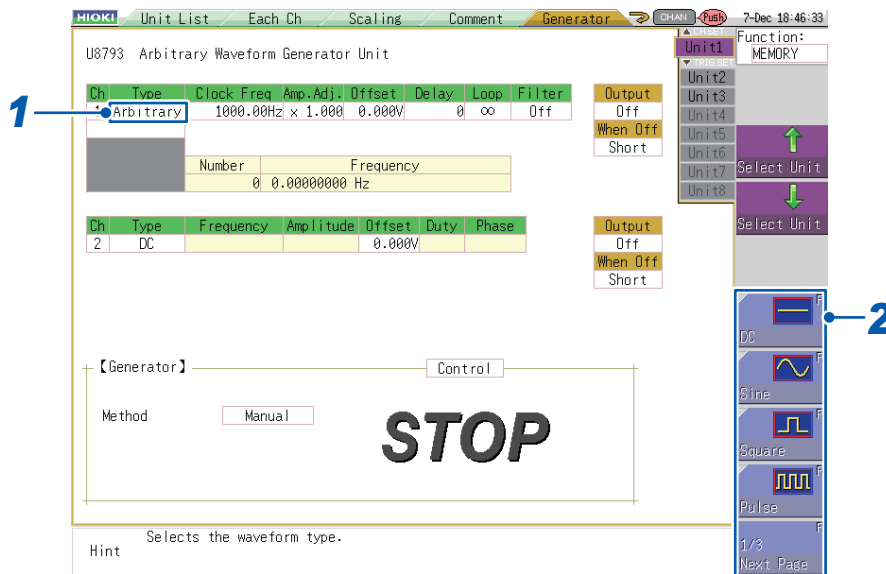 HIOKI Unit List Each Ch Scaling Comment Generator CHAN Push 7-Dec 18:46:33
▲ CH.SET
Unit1
▼ TRIG.SET
Unit2
Unit3
Unit4
Unit5
Unit6
Unit7
Unit8
Function:
MEMORY
Select Unit
Select Unit
U8793 Arbitrary Waveform Generator Unit
1
Ch Type Clock Freq Amp.Adj. Offset Delay Loop Filter
1 Arbitrary 1000.00Hz x 1.000 0.000V 0 ∞ Off
Number Frequency
0 0.00000000 Hz
Output
Off
When Off
Short
Ch Type Frequency Amplitude Offset Duty Phase
2 DC 0.000V
Output
Off
When Off
Short
【Generator】 Control
Method Manual
STOP
2
F
DC
F
Sine
F
Square
F
Pulse
F
1/3
Next Page
Hint Selects the waveform type.